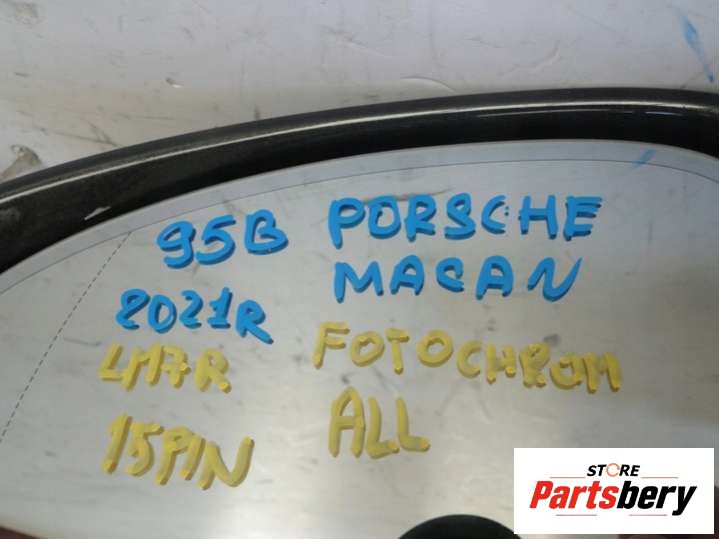 95B PORSCHE
2021R MACAN
LM7R FOTOCHROM
15PIN ALL
STORE
Partsbery